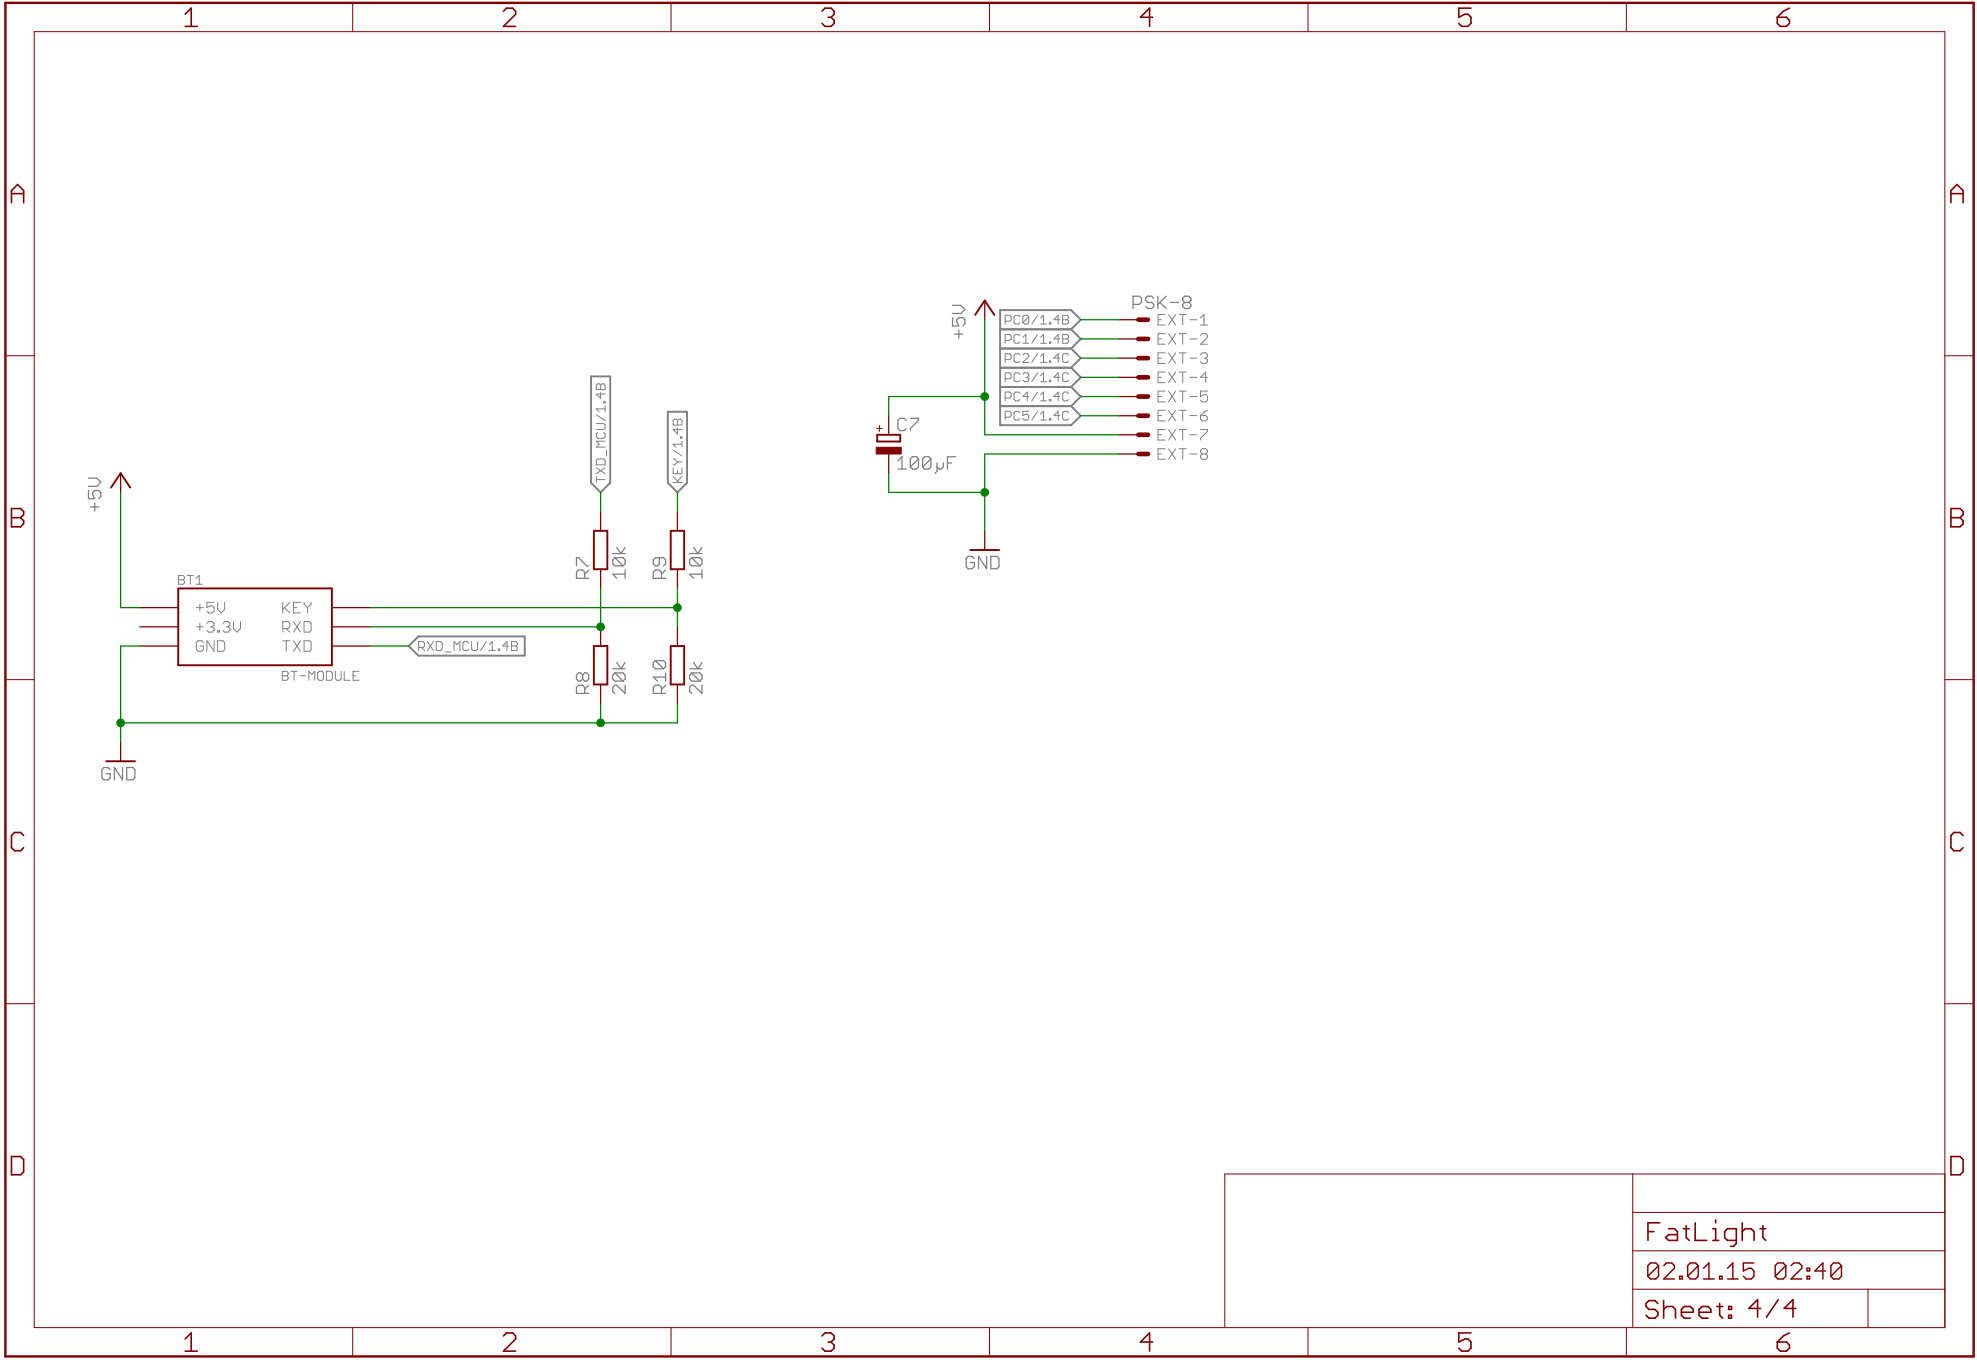 1 2 3 4 5 6
A A
B B
C C
D D
+5V
BT1
+5V KEY
+3.3V RXD
GND TXD
BT-MODULE
GND
RXD_MCU/1.4B
TXD_MCU/1.4B
KEY/1.4B
R7 10k
R9 10k
R8 20k
R10 20k
+5V
PSK-8
PC0/1.4B EXT-1
PC1/1.4B EXT-2
PC2/1.4C EXT-3
PC3/1.4C EXT-4
PC4/1.4C EXT-5
PC5/1.4C EXT-6
EXT-7
EXT-8
+
C7
100µF
GND
FatLight
02.01.15 02:40
Sheet: 4/4
1 2 3 4 5 6